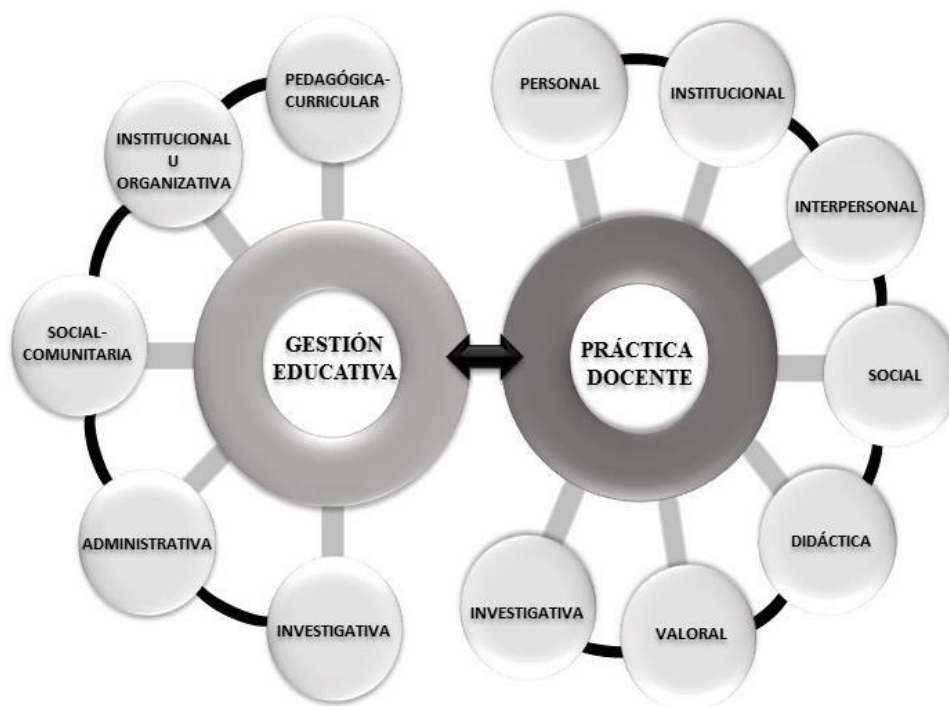 PEDAGÓGICA-
CURRICULAR
INSTITUCIONAL
U
ORGANIZATIVA
SOCIAL-
COMUNITARIA
ADMINISTRATIVA
INVESTIGATIVA
GESTIÓN
EDUCATIVA
PRÁCTICA
DOCENTE
PERSONAL
INSTITUCIONAL
INTERPERSONAL
SOCIAL
DIDÁCTICA
VALORAL
INVESTIGATIVA